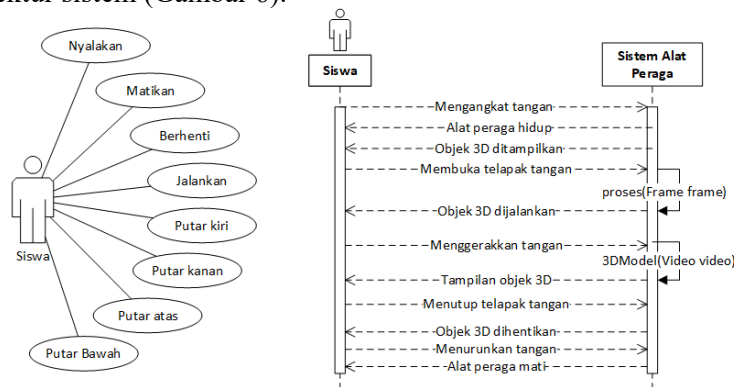 ektur sistem (Gambar 6).
Nyalakan
Matikan
Berhenti
Jalankan
Putar kiri
Putar kanan
Putar atas
Putar Bawah
Siswa
Siswa
Sistem Alat
Peraga
Mengangkat tangan
Alat peraga hidup
Objek 3D ditampilkan
Membuka telapak tangan
proses(Frame frame)
Objek 3D dijalankan
Menggerakkan tangan
3DModel(Video video)
Tampilan objek 3D
Menutup telapak tangan
Objek 3D dihentikan
Menurunkan tangan
Alat peraga mati